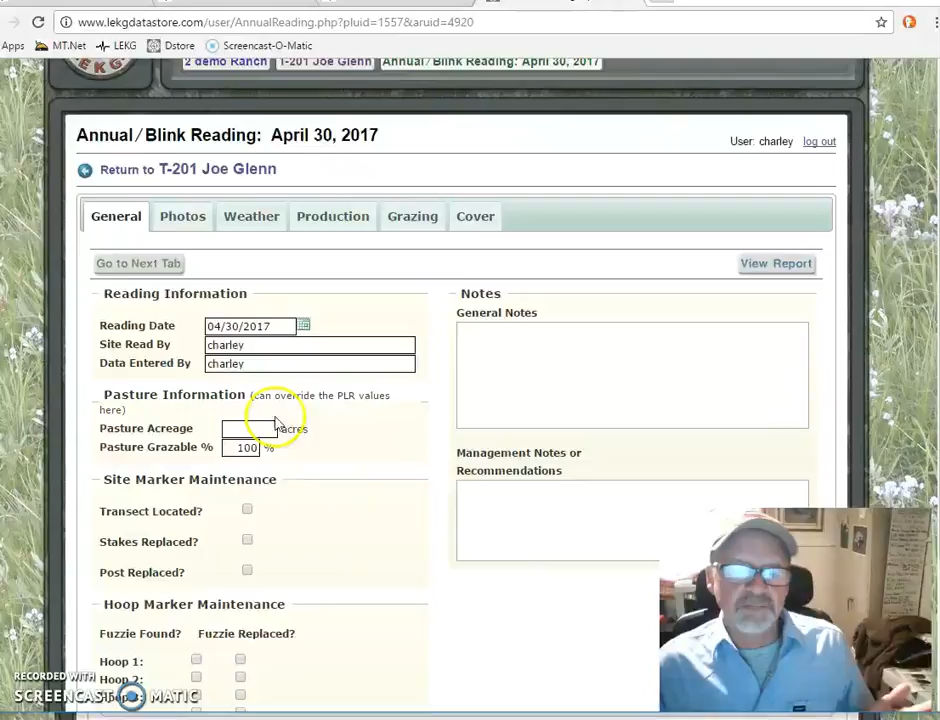 www.lekgdatastore.com/user/AnnualReading.php?pluid=1557&aruid=4920
Apps MT.Net LEKG Dstore Screencast-O-Matic
LEKG
2 demo Ranch T-201 Joe Glenn Annual/Blink Reading: April 30, 2017
Annual/Blink Reading: April 30, 2017
User: charley log out
Return to T-201 Joe Glenn
General Photos Weather Production Grazing Cover
Go to Next Tab View Report
Reading Information
Reading Date 04/30/2017
Site Read By charley
Data Entered By charley
Pasture Information (can override the PLR values
here)
Pasture Acreage acres
Pasture Grazable % 100 %
Site Marker Maintenance
Transect Located?
Stakes Replaced?
Post Replaced?
Hoop Marker Maintenance
Fuzzie Found? Fuzzie Replaced?
Hoop 1:
Hoop 2:
Notes
General Notes
Management Notes or
Recommendations
RECORDED WITH
SCREENCAST-O-MATIC